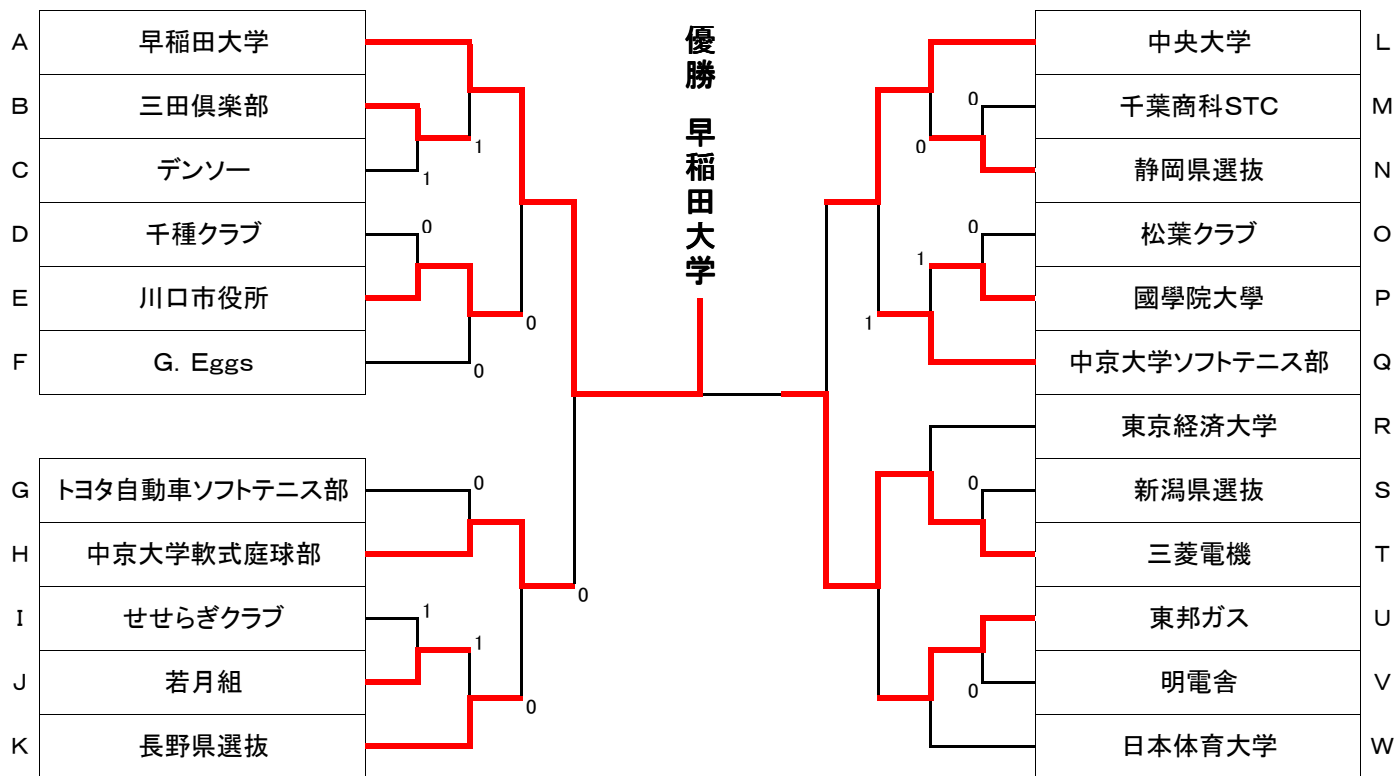 A 早稲田大学
B 三田倶楽部
C デンソー
D 千種クラブ
E 川口市役所
F G. Eggs
G トヨタ自動車ソフトテニス部
H 中京大学軟式庭球部
I せせらぎクラブ
J 若月組
K 長野県選抜
1
1
0
0
0
0
1
1
0
0
優勝 早稲田大学
0
0
0
1
1
0
0
中央大学 L
千葉商科STC M
静岡県選抜 N
松葉クラブ O
國學院大學 P
中京大学ソフトテニス部 Q
東京経済大学 R
新潟県選抜 S
三菱電機 T
東邦ガス U
明電舎 V
日本体育大学 W